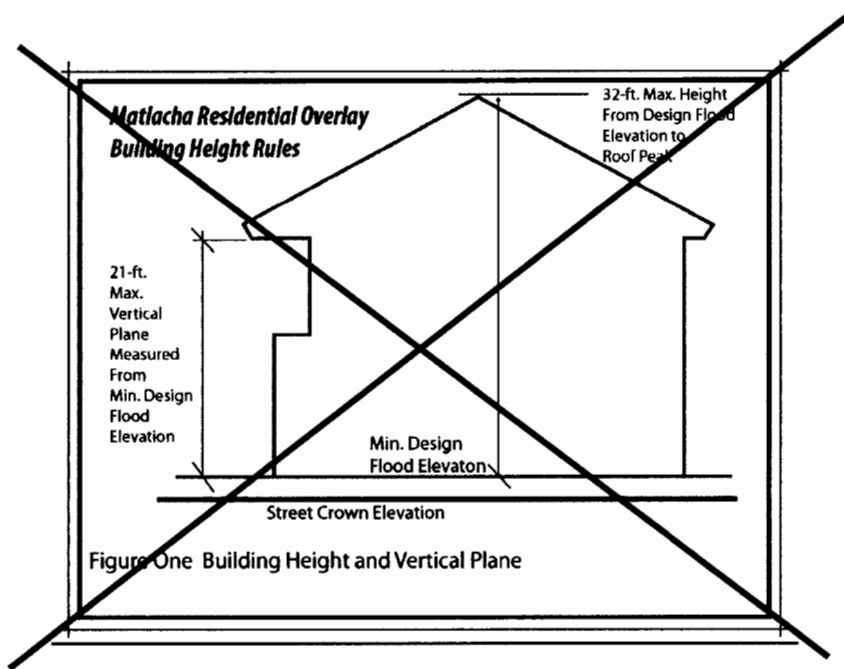 Matlacha Residential Overlay
Building Height Rules
32-ft. Max. Height
From Design Flood
Elevation to
Roof Peak
21-ft.
Max.
Vertical
Plane
Measured
From
Min. Design
Flood
Elevation
Min. Design
Flood Elevaton
Street Crown Elevation
Figure One Building Height and Vertical Plane